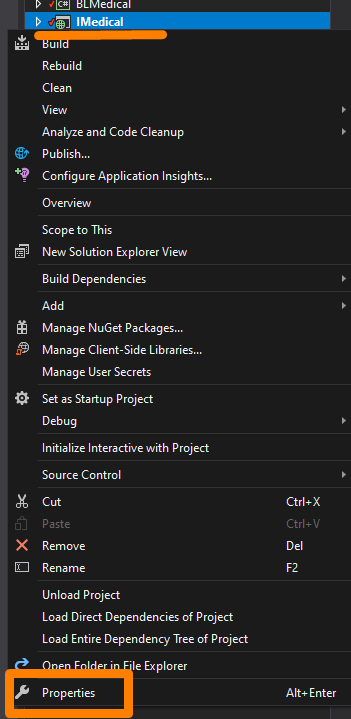 C# BLMedical
IMedical
Build
Rebuild
Clean
View
Analyze and Code Cleanup
Publish...
Configure Application Insights...
Overview
Scope to This
New Solution Explorer View
Build Dependencies
Add
Manage NuGet Packages...
Manage Client-Side Libraries...
Manage User Secrets
Set as Startup Project
Debug
Initialize Interactive with Project
Source Control
Cut Ctrl+X
Paste Ctrl+V
Remove Del
Rename F2
Unload Project
Load Direct Dependencies of Project
Load Entire Dependency Tree of Project
Open Folder in File Explorer
Properties Alt+Enter